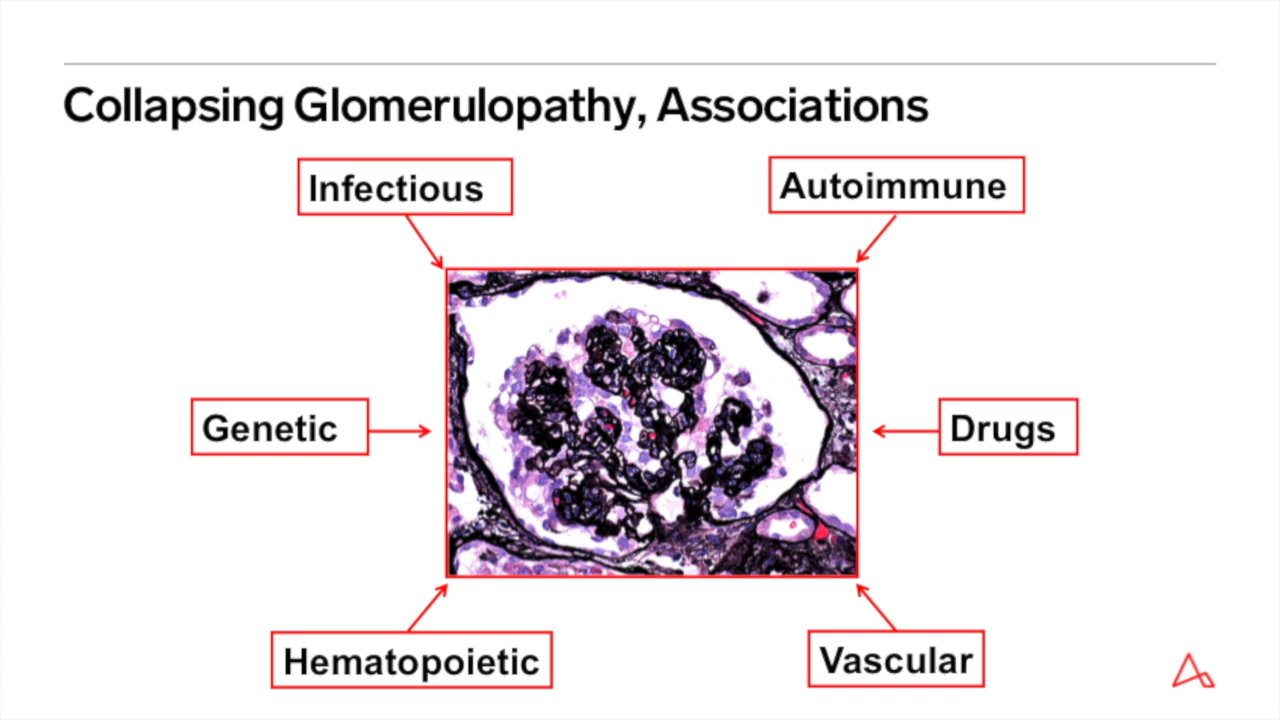 Collapsing Glomerulopathy, Associations
Infectious
Autoimmune
Genetic
Drugs
Hematopoietic
Vascular